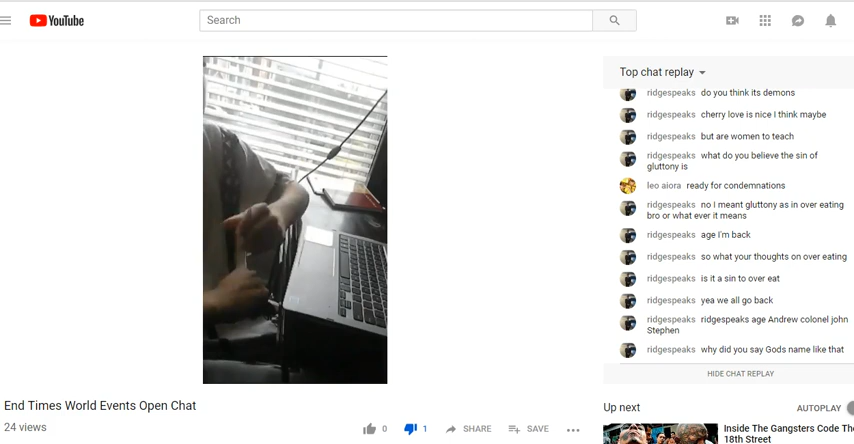 YouTube
Search
Top chat replay
ridgespeaks do you think its demons
ridgespeaks cherry love is nice I think maybe
ridgespeaks but are women to teach
ridgespeaks what do you believe the sin of
gluttony is
leo aiora ready for condemnations
ridgespeaks no I meant gluttony as in over eating
bro or what ever it means
ridgespeaks age I'm back
ridgespeaks so what your thoughts on over eating
ridgespeaks is it a sin to over eat
ridgespeaks yea we all go back
ridgespeaks ridgespeaks age Andrew colonel john
Stephen
ridgespeaks why did you say Gods name like that
HIDE CHAT REPLAY
End Times World Events Open Chat
24 views
0
1
SHARE
SAVE
Up next
AUTOPLAY
Inside The Gangsters Code The
18th Street